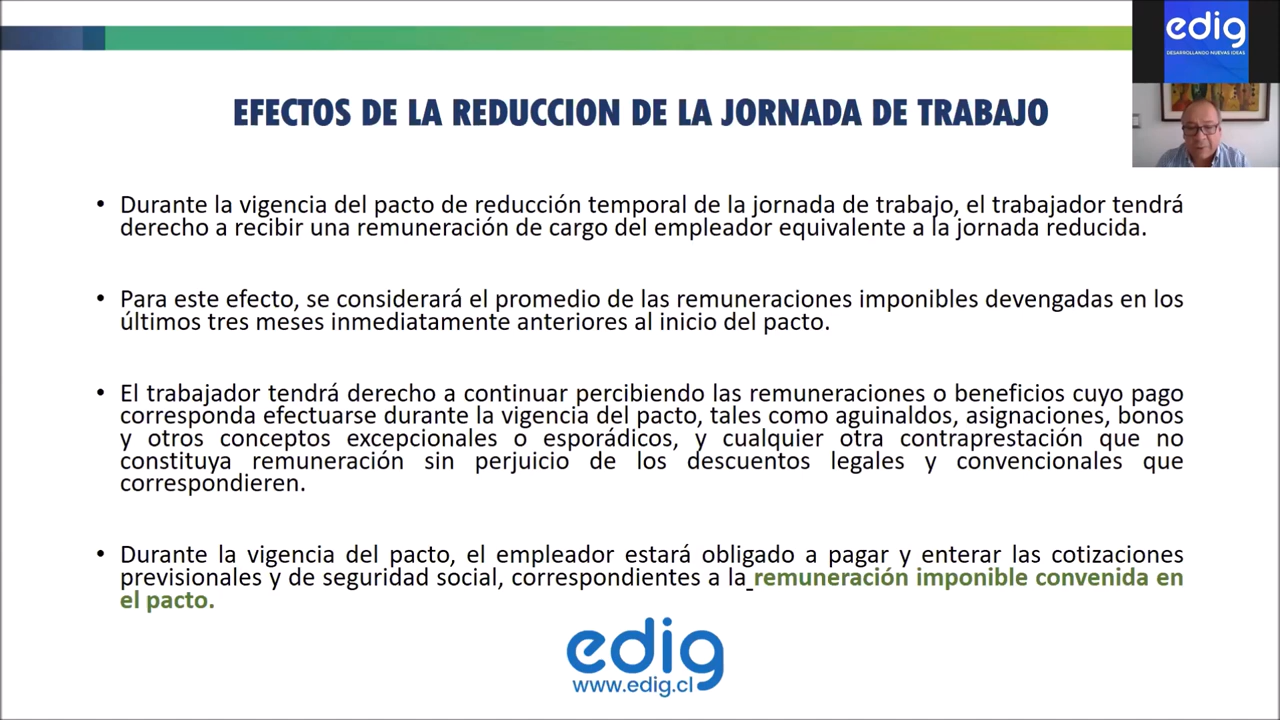 edig
DESARROLLANDO NUEVAS IDEAS
EFECTOS DE LA REDUCCION DE LA JORNADA DE TRABAJO
• Durante la vigencia del pacto de reducción temporal de la jornada de trabajo, el trabajador tendrá
derecho a recibir una remuneración de cargo del empleador equivalente a la jornada reducida.
• Para este efecto, se considerará el promedio de las remuneraciones imponibles devengadas en los
últimos tres meses inmediatamente anteriores al inicio del pacto.
• El trabajador tendrá derecho a continuar percibiendo las remuneraciones o beneficios cuyo pago
corresponda efectuarse durante la vigencia del pacto, tales como aguinaldos, asignaciones, bonos
y otros conceptos excepcionales o esporádicos, y cualquier otra contraprestación que no
constituya remuneración sin perjuicio de los descuentos legales y convencionales que
correspondieren.
• Durante la vigencia del pacto, el empleador estará obligado a pagar y enterar las cotizaciones
previsionales y de seguridad social, correspondientes a la remuneración imponible convenida en
el pacto.
edig
www.edig.cl